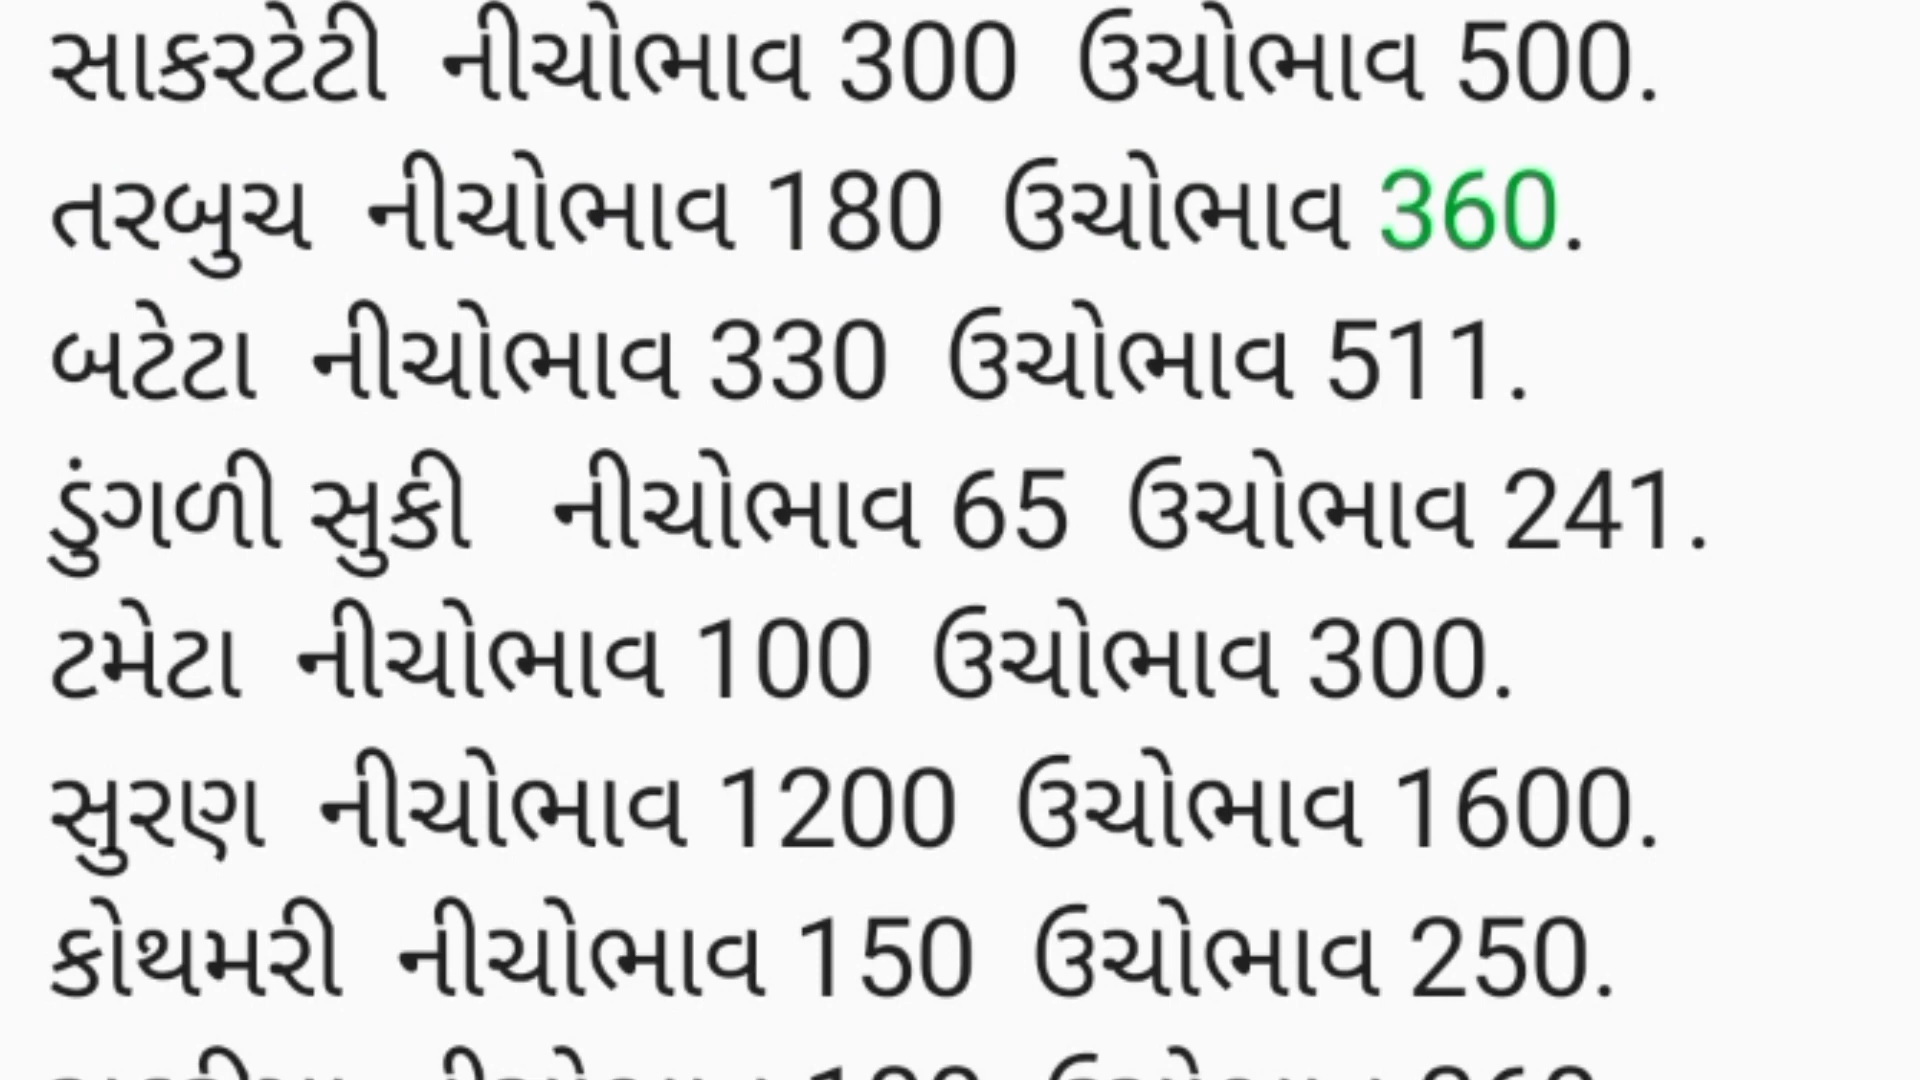 સાકરટેટી નીચોભાવ 300 ઉચોભાવ 500.
તરબુચ નીચોભાવ 180 ઉચોભાવ 360.
બટેટા નીચોભાવ 330 ઉચોભાવ 511.
ડુંગળી સુકી નીચોભાવ 65 ઉચોભાવ 241.
ટમેટા નીચોભાવ 100 ઉચોભાવ 300.
સુરણ નીચોભાવ 1200 ઉચોભાવ 1600.
કોથમરી નીચોભાવ 150 ઉચોભાવ 250.